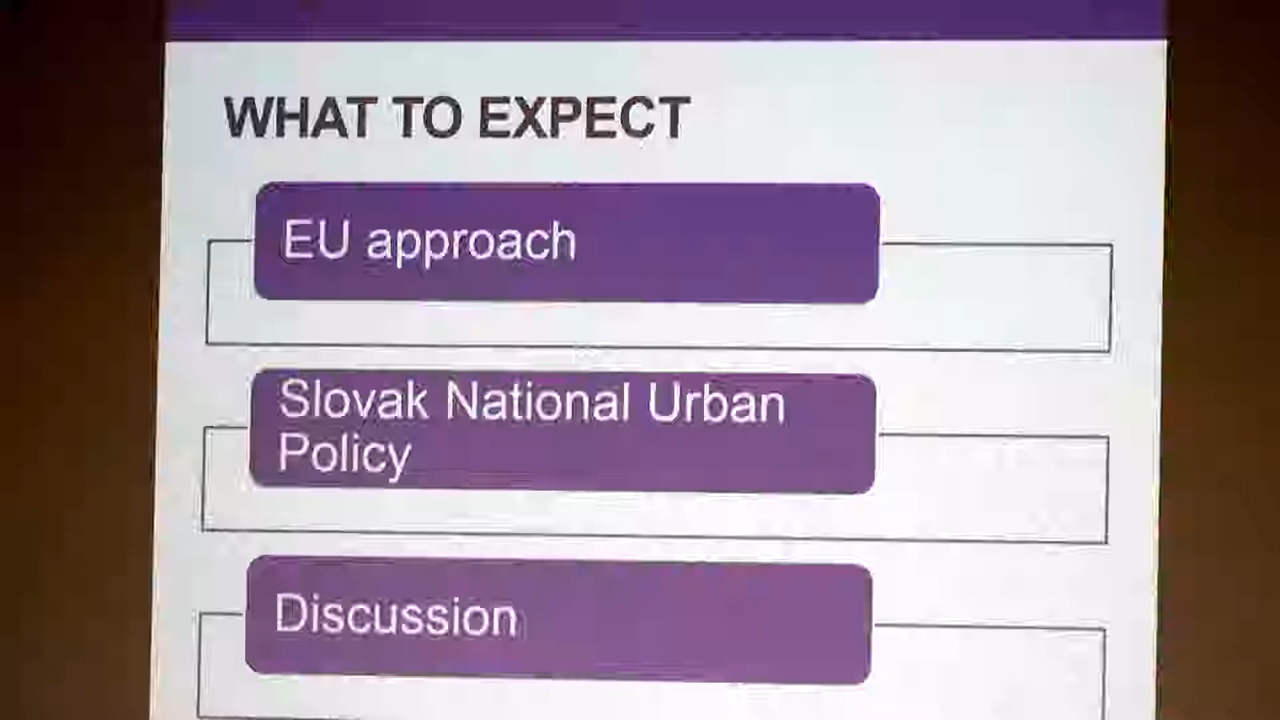 WHAT TO EXPECT
EU approach
Slovak National Urban
Policy
Discussion